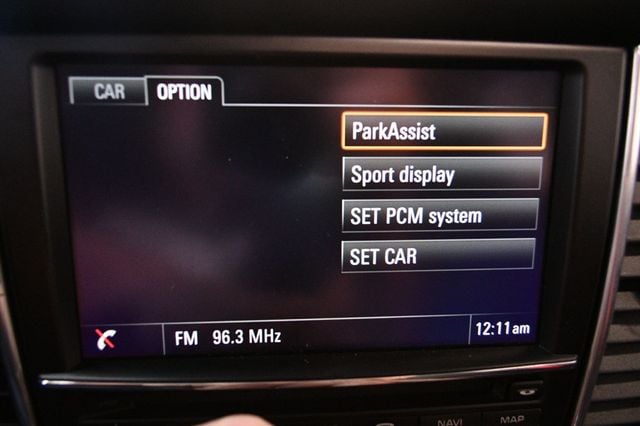 CAR OPTION
ParkAssist
Sport display
SET PCM system
SET CAR
FM 96.3 MHz 12:11am
NAVI MAP